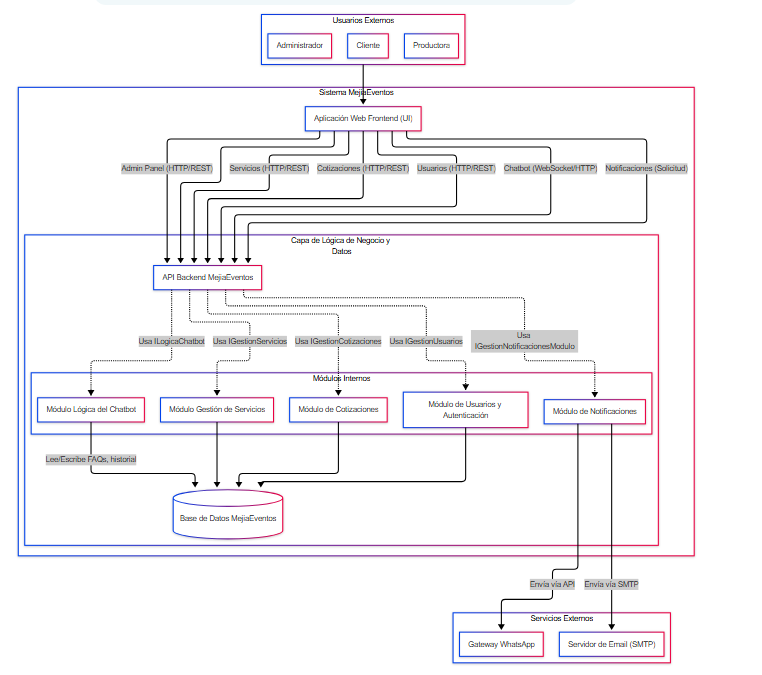 Usuarios Externos
Administrador
Cliente
Productora
Sistema MejiaEventos
Aplicación Web Frontend (UI)
Admin Panel (HTTP/REST)
Servicios (HTTP/REST)
Cotizaciones (HTTP/REST)
Usuarios (HTTP/REST)
Chatbot (WebSocket/HTTP)
Notificaciones (Solicitud)
Capa de Lógica de Negocio y
Datos
API Backend MejiaEventos
Usa ILogicaChatbot
Usa IGestionServicios
Usa IGestionCotizaciones
Usa IGestionUsuarios
Usa
IGestionNotificacionesModulo
Módulos Internos
Módulo Lógica del Chatbot
Módulo Gestión de Servicios
Módulo de Cotizaciones
Módulo de Usuarios y
Autenticación
Módulo de Notificaciones
Lee/Escribe FAQs, historial
Base de Datos MejiaEventos
Envía vía API
Envía vía SMTP
Servicios Externos
Gateway WhatsApp
Servidor de Email (SMTP)